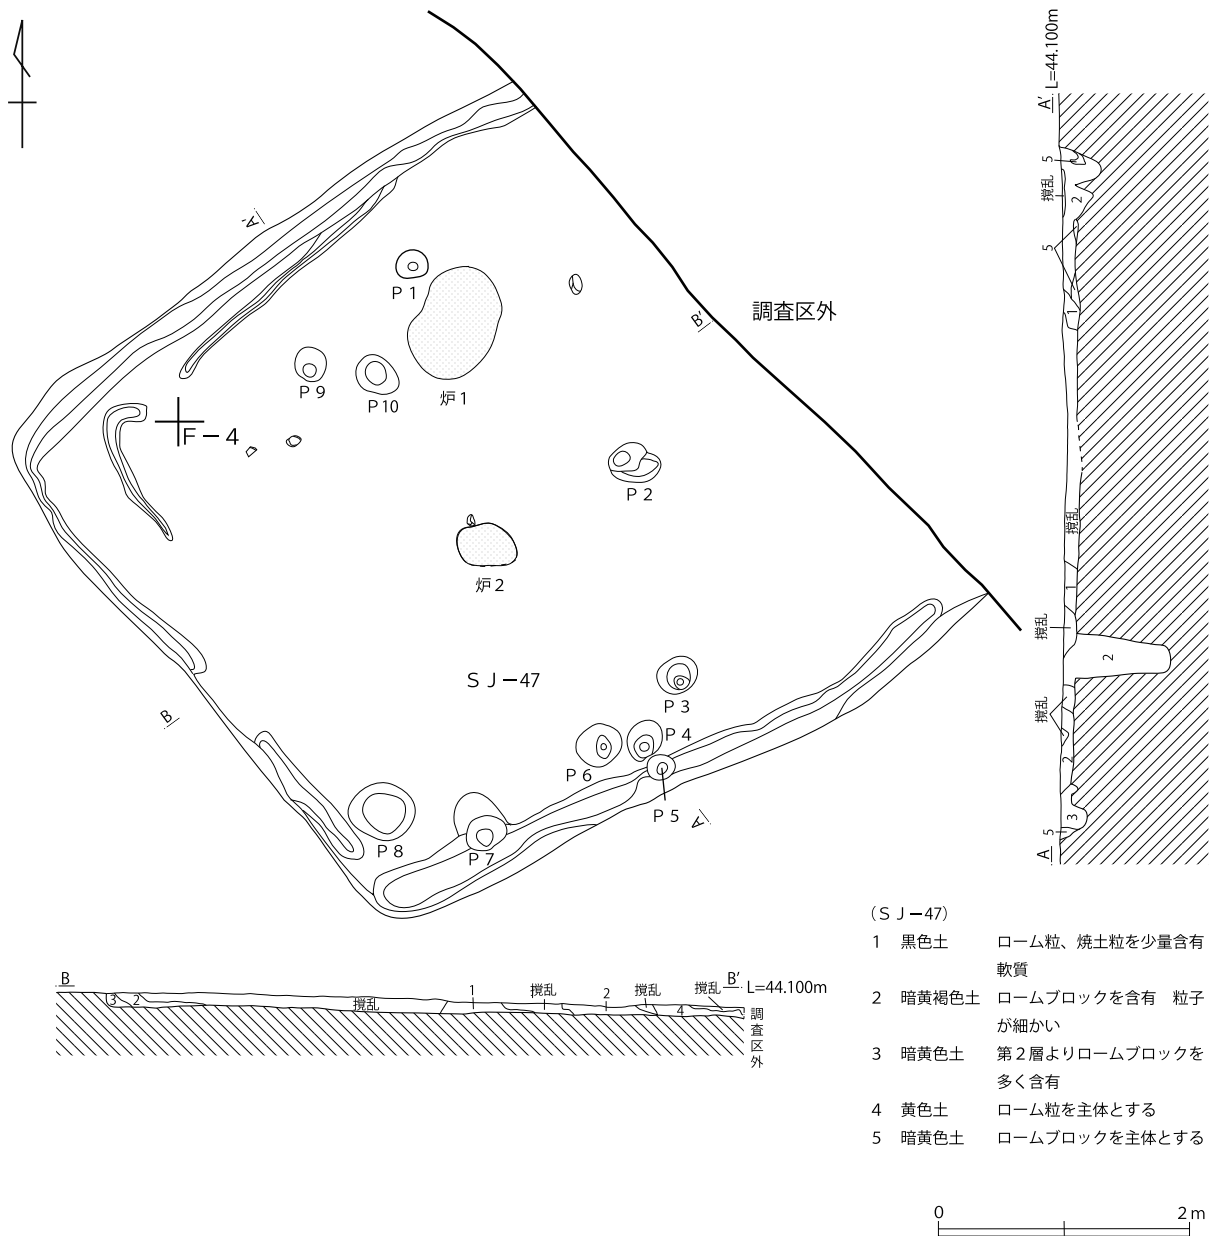 L=44.100m
A′
5
撹乱
2
5
1
撹乱
1
撹乱
2
撹乱
2
3
5
A
A′
P 1
B′
調査区外
P 9
P 10
炉1
F－4
P 2
炉2
ＳＪ－47
P 3
B
P 4
P 6
P 5
A
P 8
P 7
（ＳＪ－47）
1 黒色土 ローム粒、焼土粒を少量含有
軟質
2 暗黄褐色土 ロームブロックを含有　粒子
が細かい
3 暗黄色土 第２層よりロームブロックを
多く含有
4 黄色土 ローム粒を主体とする
5 暗黄色土 ロームブロックを主体とする
B
B′
L=44.100m
3
2
撹乱
1
撹乱
2
撹乱
4
撹乱
調査区外
0 2 m